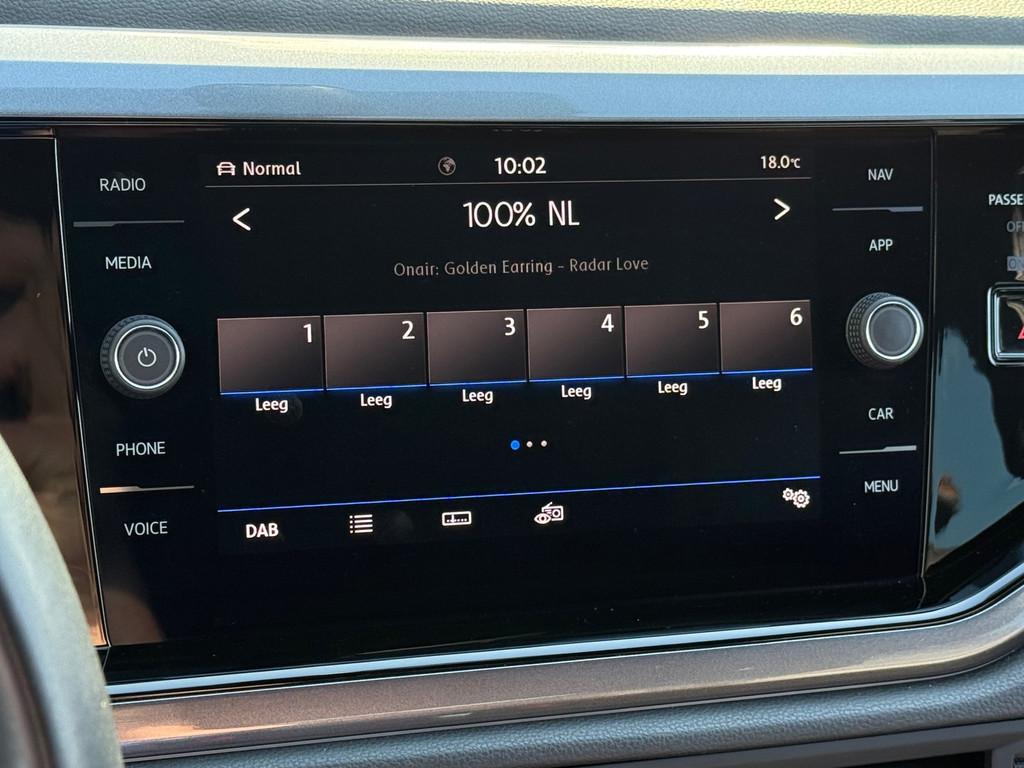 RADIO
MEDIA
PHONE
VOICE
Normal
10:02
18.0°C
< 100% NL >
Onair: Golden Earring - Radar Love
1 2 3 4 5 6
Leeg Leeg Leeg Leeg Leeg Leeg
DAB
NAV
APP
CAR
MENU
PASSE